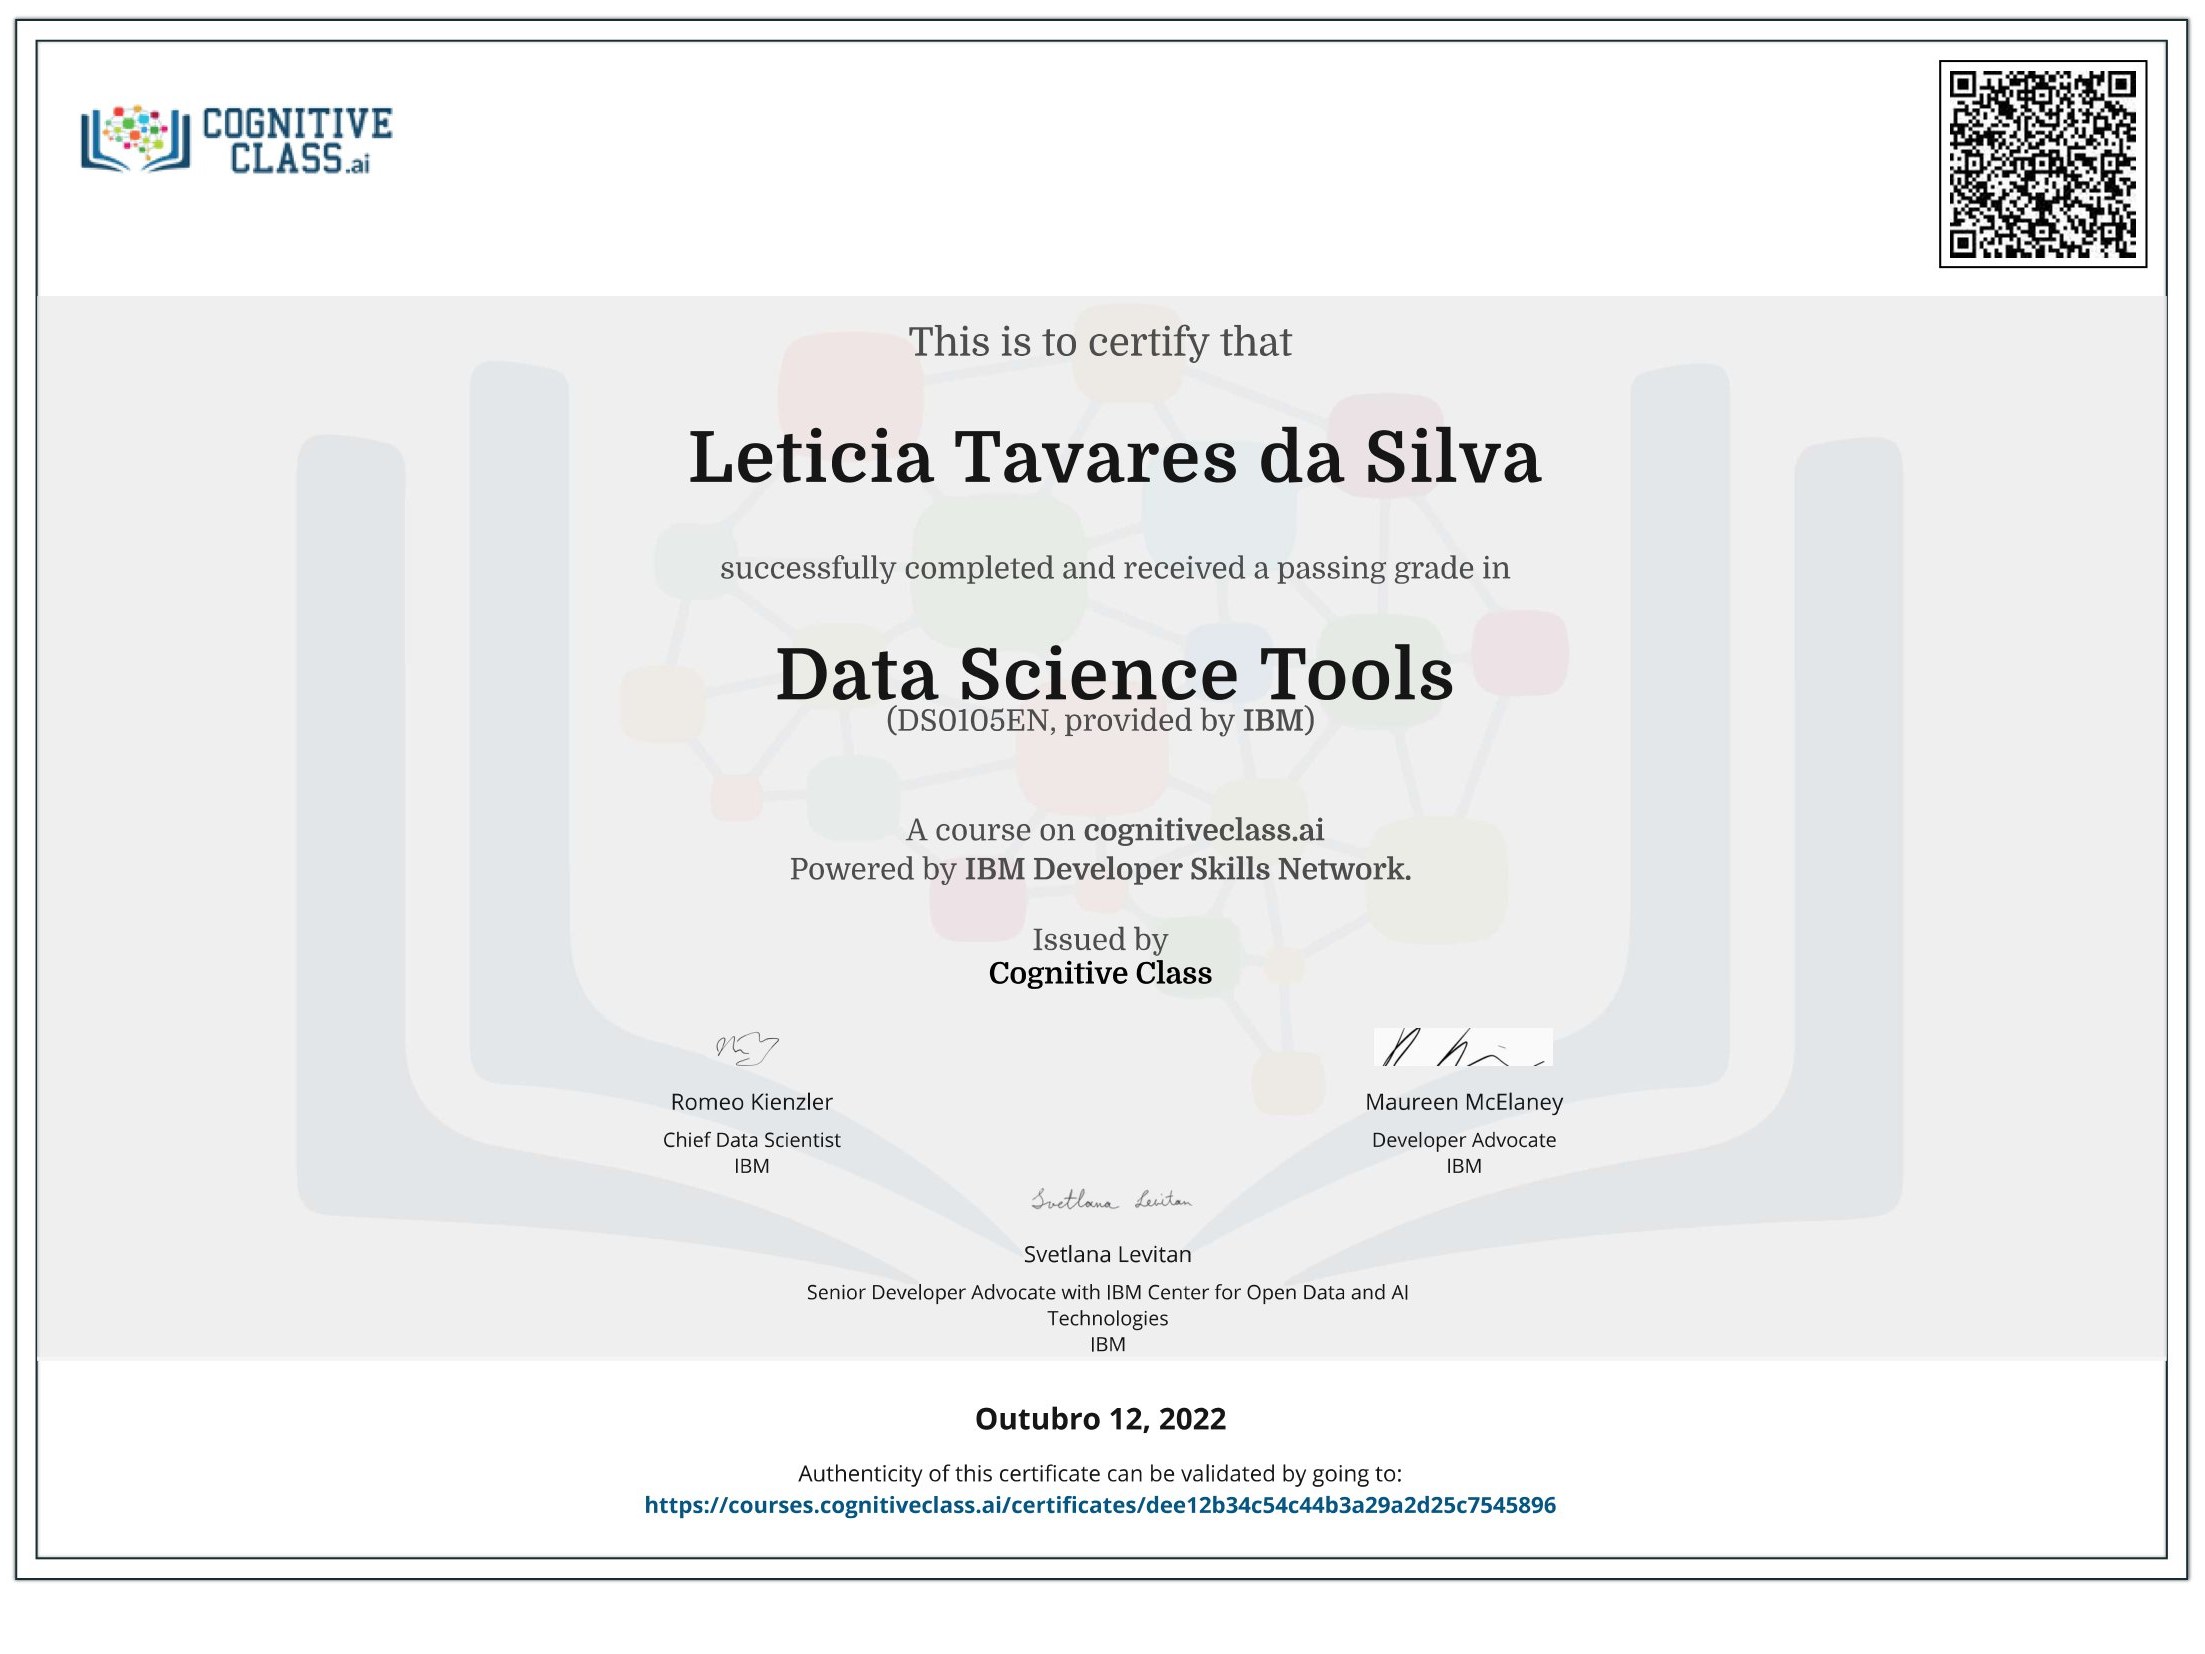 COGNITIVE
CLASS.ai
This is to certify that
Leticia Tavares da Silva
successfully completed and received a passing grade in
Data Science Tools
(DS0105EN, provided by IBM)
A course on cognitiveclass.ai
Powered by IBM Developer Skills Network.
Issued by
Cognitive Class
Romeo Kienzler
Chief Data Scientist
IBM
Maureen McElaney
Developer Advocate
IBM
Svetlana Levitan
Svetlana Levitan
Senior Developer Advocate with IBM Center for Open Data and AI
Technologies
IBM
Outubro 12, 2022
Authenticity of this certificate can be validated by going to:
https://courses.cognitiveclass.ai/certificates/dee12b34c54c44b3a29a2d25c7545896